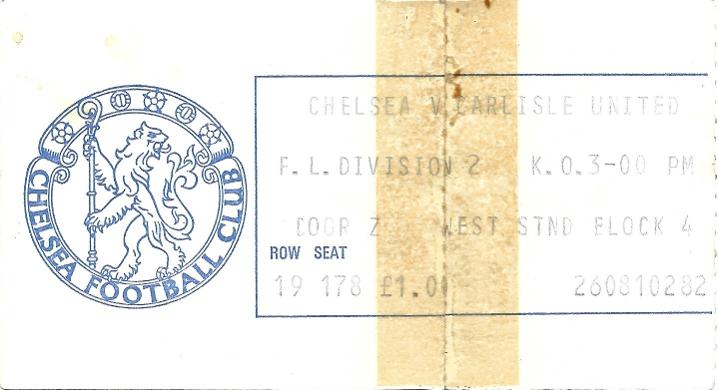 CHELSEA FOOTBALL CLUB
CHELSEA V CARLISLE UNITED
F.L.DIVISION 2 K.O.3-00 PM
DOOR Z WEST STND BLOCK 4
ROW SEAT
19 178 £1.00 260810282